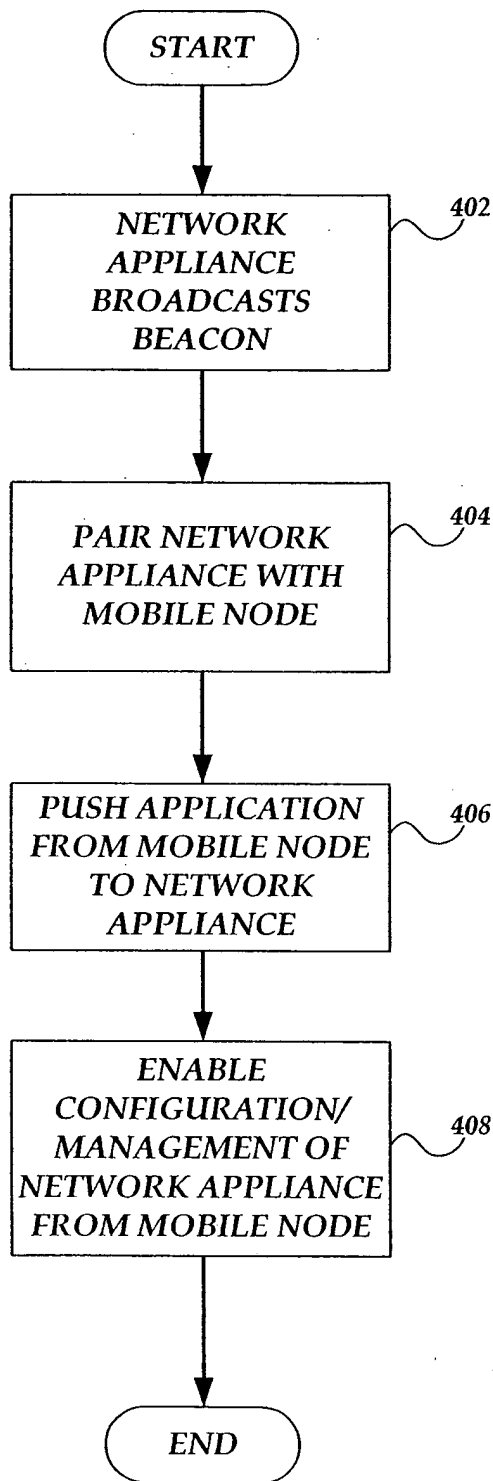 START
NETWORK
APPLIANCE
BROADCASTS
BEACON
402
PAIR NETWORK
APPLIANCE WITH
MOBILE NODE
404
PUSH APPLICATION
FROM MOBILE NODE
TO NETWORK
APPLIANCE
406
ENABLE
CONFIGURATION/
MANAGEMENT OF
NETWORK APPLIANCE
FROM MOBILE NODE
408
END